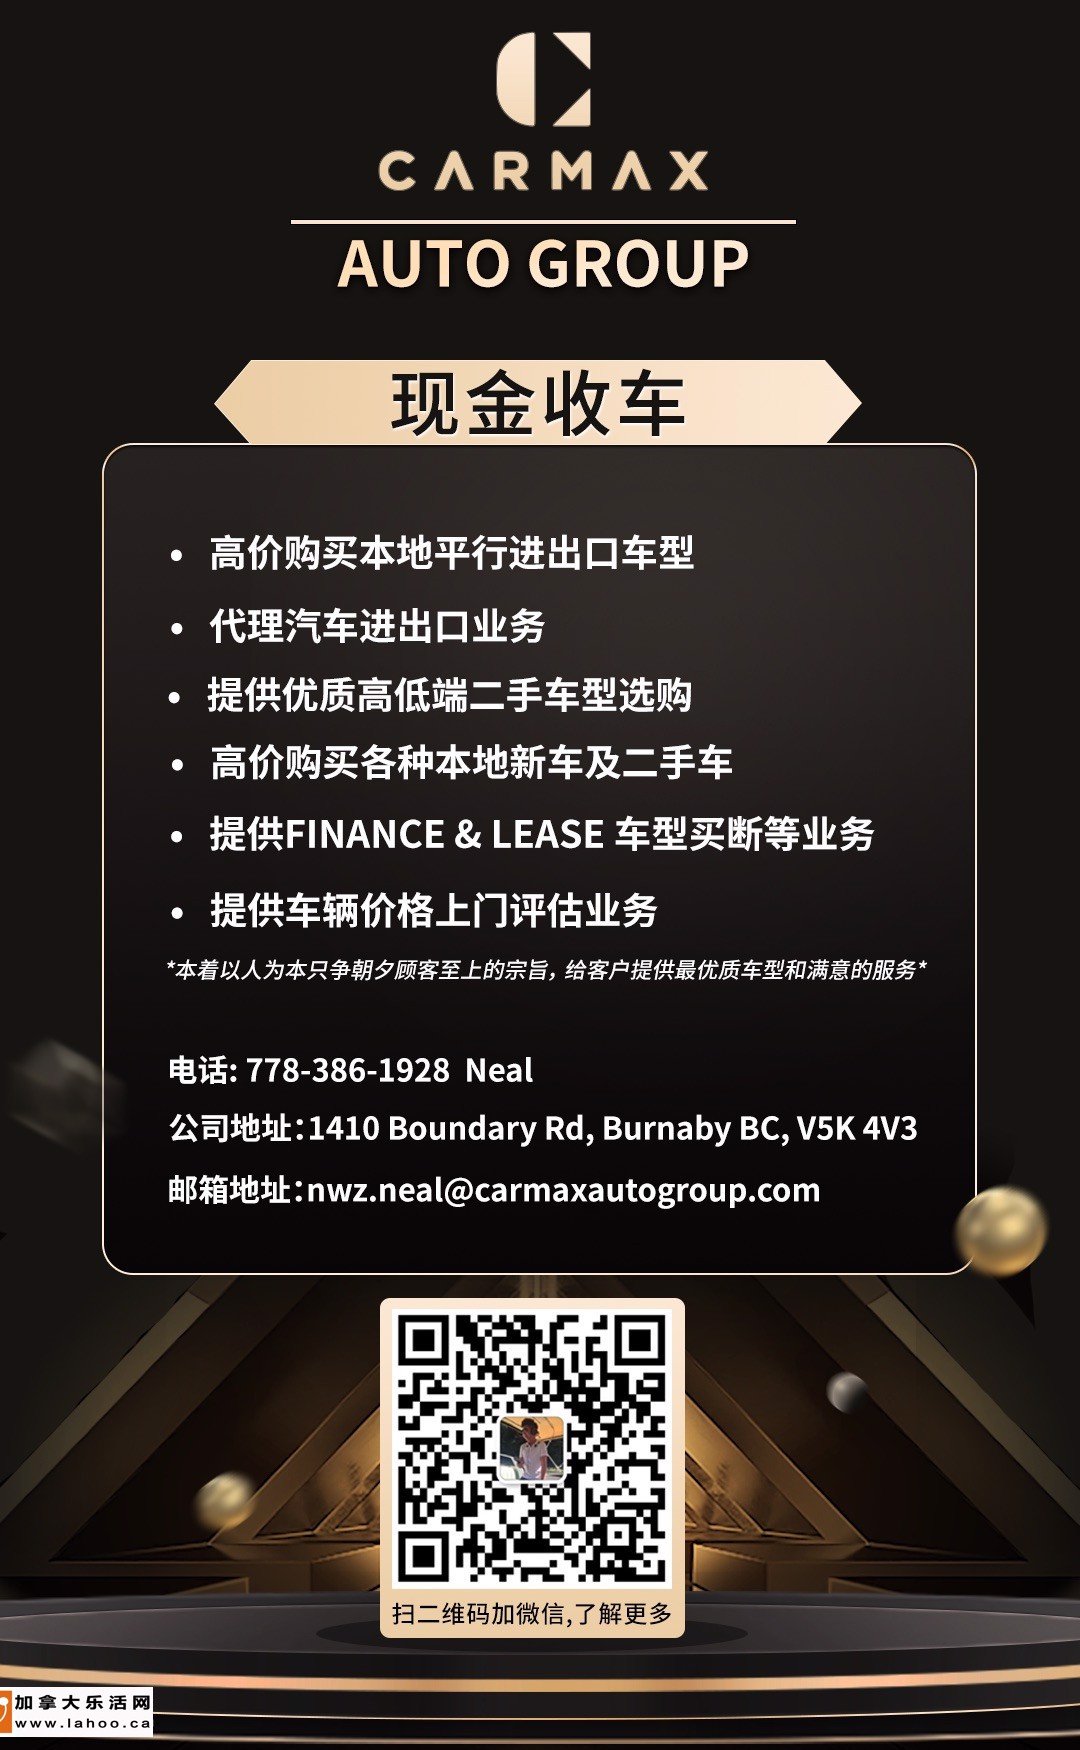 CARMAX
AUTO GROUP
现金收车
• 高价购买本地平行进出口车型
• 代理汽车进出口业务
• 提供优质高低端二手车型选购
• 高价购买各种本地新车及二手车
• 提供FINANCE & LEASE 车型买断等业务
• 提供车辆价格上门评估业务
*本着以人为本只争朝夕顾客至上的宗旨，给客户提供最优质车型和满意的服务*
电话: 778-386-1928 Neal
公司地址：1410 Boundary Rd, Burnaby BC, V5K 4V3
邮箱地址：nwz.neal@carmaxautogroup.com
扫二维码加微信,了解更多
加拿大乐活网
www.lahoo.ca